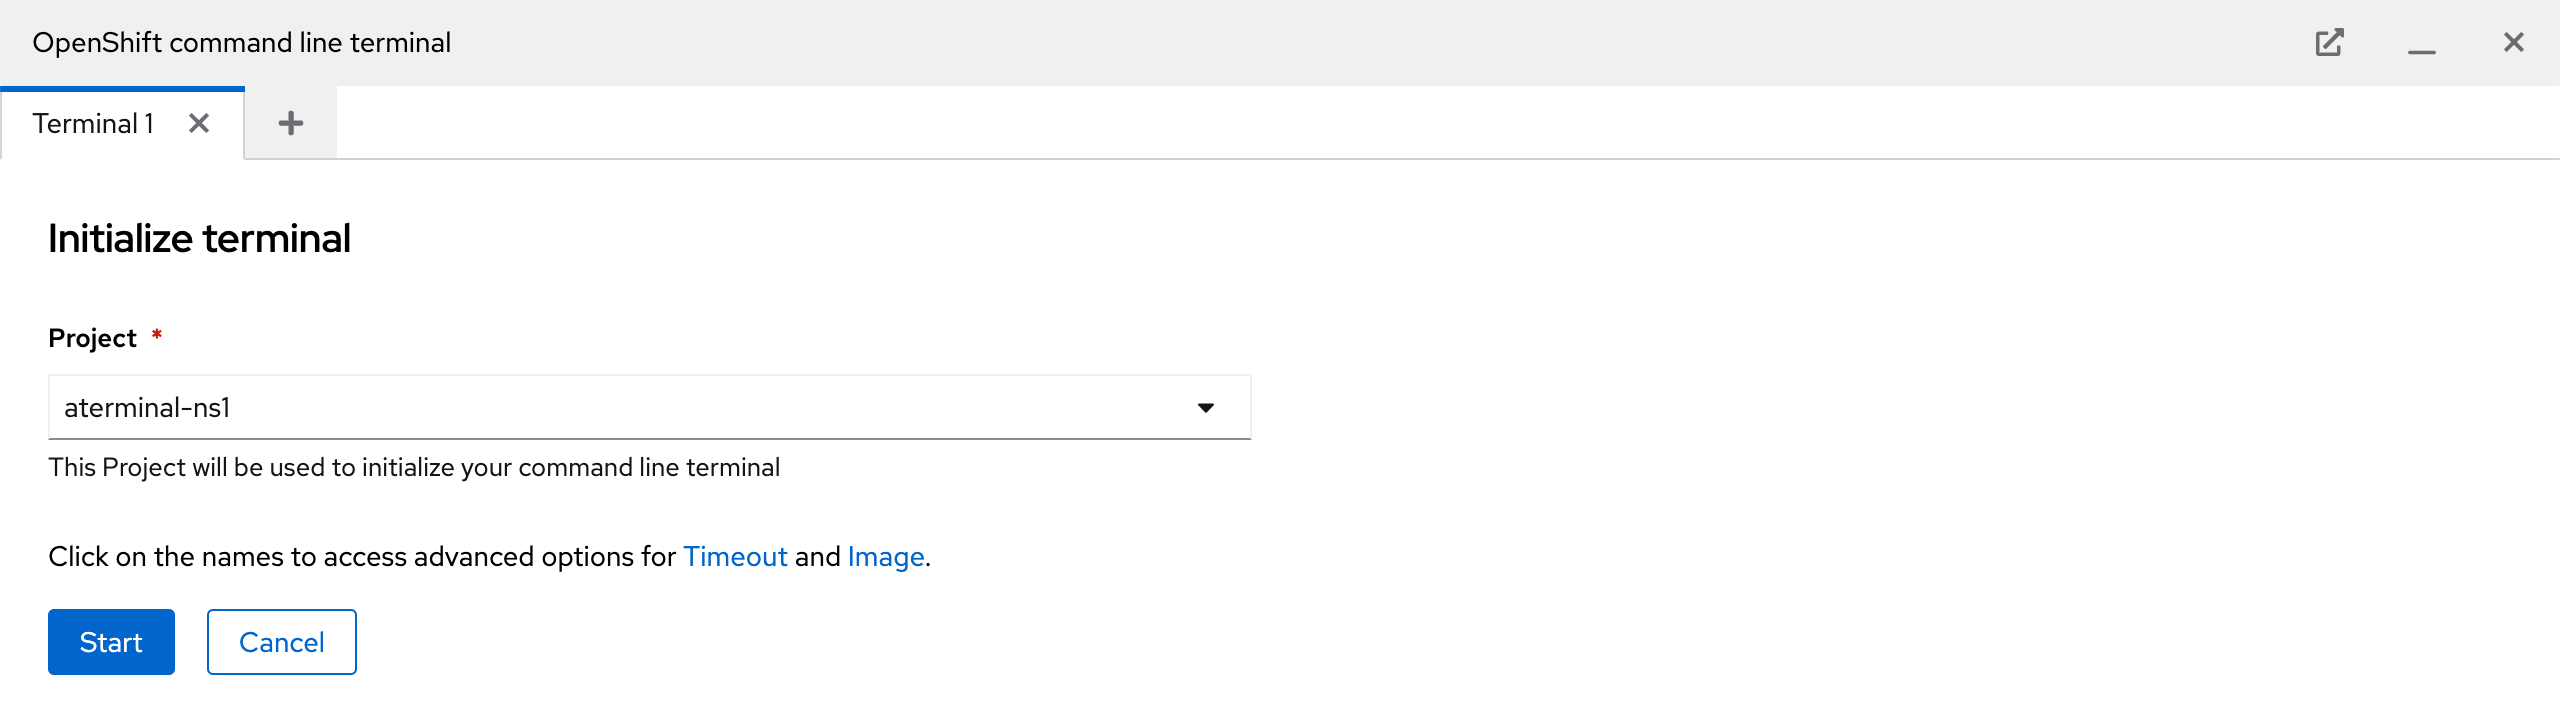 OpenShift command line terminal
Terminal 1
Initialize terminal
Project *
aterminal-ns1
This Project will be used to initialize your command line terminal
Click on the names to access advanced options for Timeout and Image.
Start Cancel